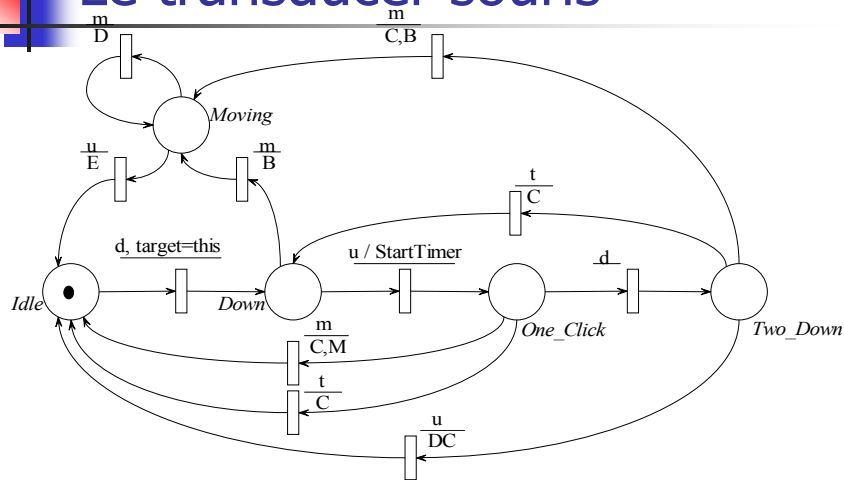 Le transducer souris
m
D
m
C,B
Moving
u
E
m
B
t
C
d, target=this
u / StartTimer
d
Idle
Down
One_Click
Two_Down
m
C,M
t
C
u
DC